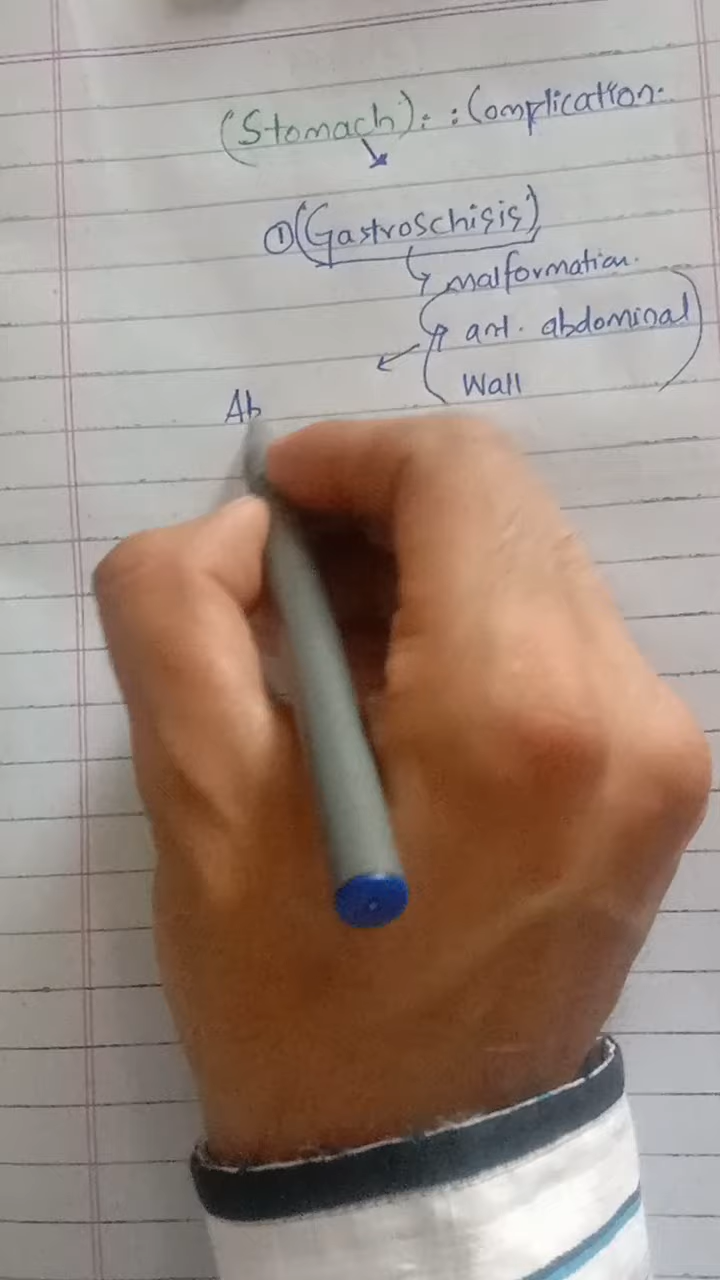 (Stomach): : Complication.
① (Gastroschisis)
malformation.
ant. abdominal
Wall
Ab